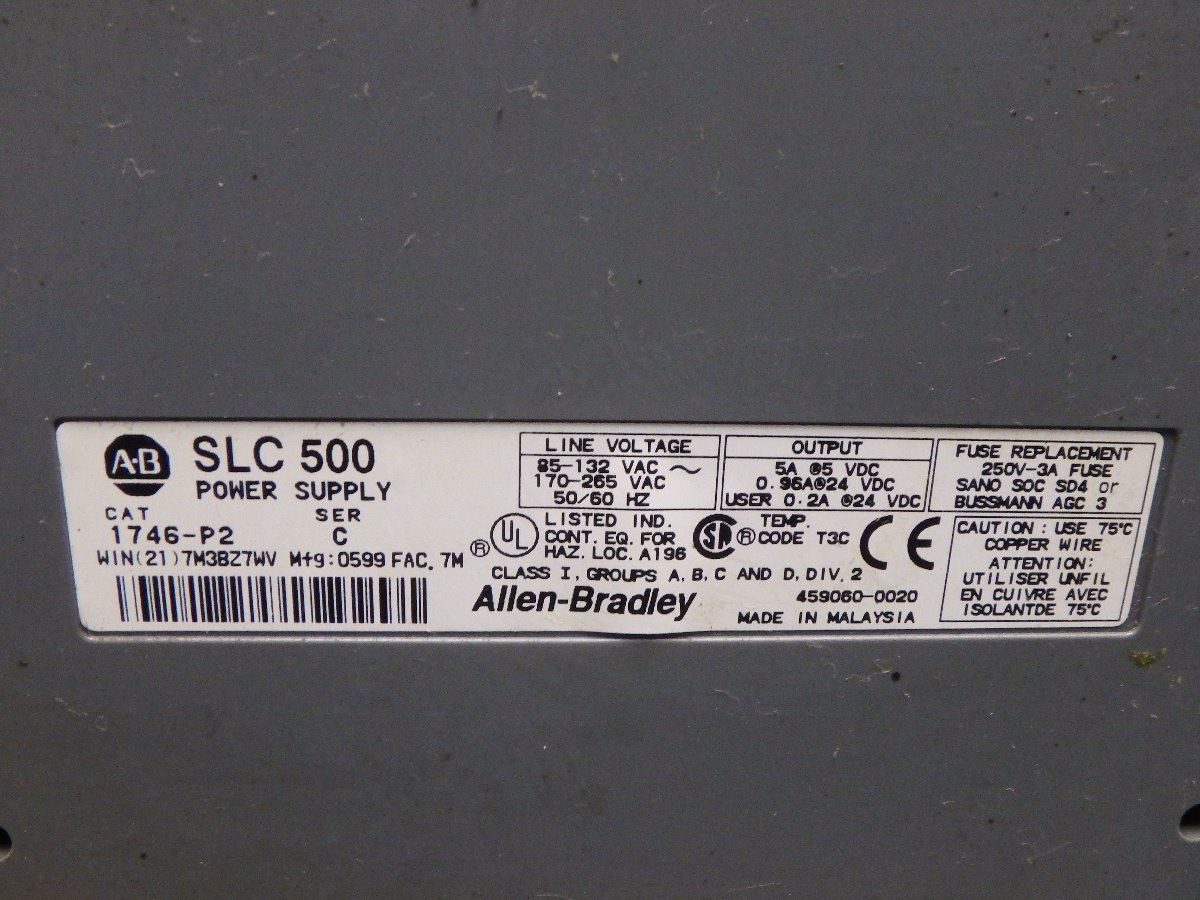 A-B
SLC 500
POWER SUPPLY
CAT SER
1746-P2 C
WIN(21)7M3BZ7WV Mfg:0599 FAC. 7M
LINE VOLTAGE
85-132 VAC ~
170-265 VAC
50/60 HZ
OUTPUT
5A @5 VDC
0.96A@24 VDC
USER 0.2A @24 VDC
FUSE REPLACEMENT
250V-3A FUSE
SANO SOC SD4 or
BUSSMANN AGC 3
® UL LISTED IND.
CONT. EQ. FOR
HAZ. LOC. A196
SA ® TEMP.
CODE T3C
CE
CLASS I, GROUPS A, B, C AND D, DIV. 2
Allen-Bradley
459060-0020
MADE IN MALAYSIA
CAUTION : USE 75°C
COPPER WIRE
ATTENTION:
UTILISER UNFIL
EN CUIVRE AVEC
ISOLANTDE 75°C